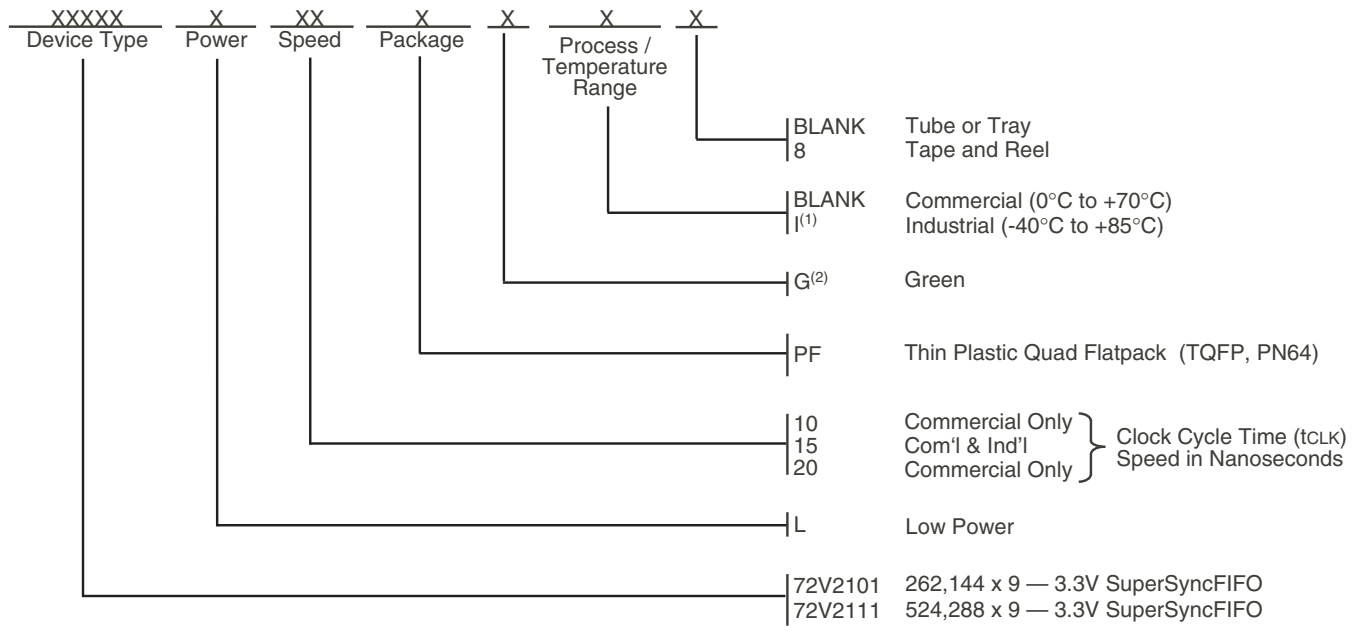 XXXXX X XX X X X X
Device Type Power Speed Package Process /
Temperature
Range
BLANK Tube or Tray
8 Tape and Reel
BLANK Commercial (0°C to +70°C)
I(1) Industrial (-40°C to +85°C)
G(2) Green
PF Thin Plastic Quad Flatpack (TQFP, PN64)
10 Commercial Only
15 Com'l & Ind'l
20 Commercial Only
Clock Cycle Time (tCLK)
Speed in Nanoseconds
L Low Power
72V2101 262,144 x 9 — 3.3V SuperSyncFIFO
72V2111 524,288 x 9 — 3.3V SuperSyncFIFO